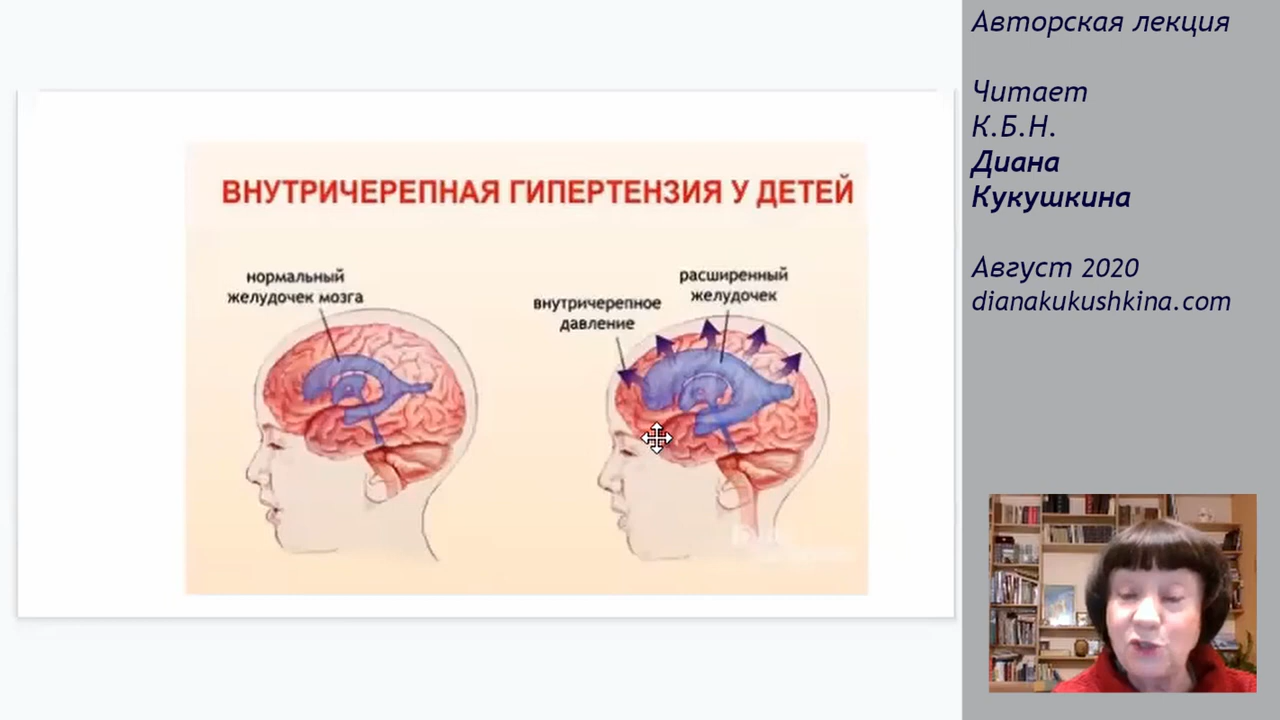 ВНУТРИЧЕРЕПНАЯ ГИПЕРТЕНЗИЯ У ДЕТЕЙ
нормальный
желудочек мозга
внутричерепное
давление
расширенный
желудочек
Авторская лекция
Читает
К.Б.Н.
Диана
Кукушкина
Август 2020
dianakukushkina.com